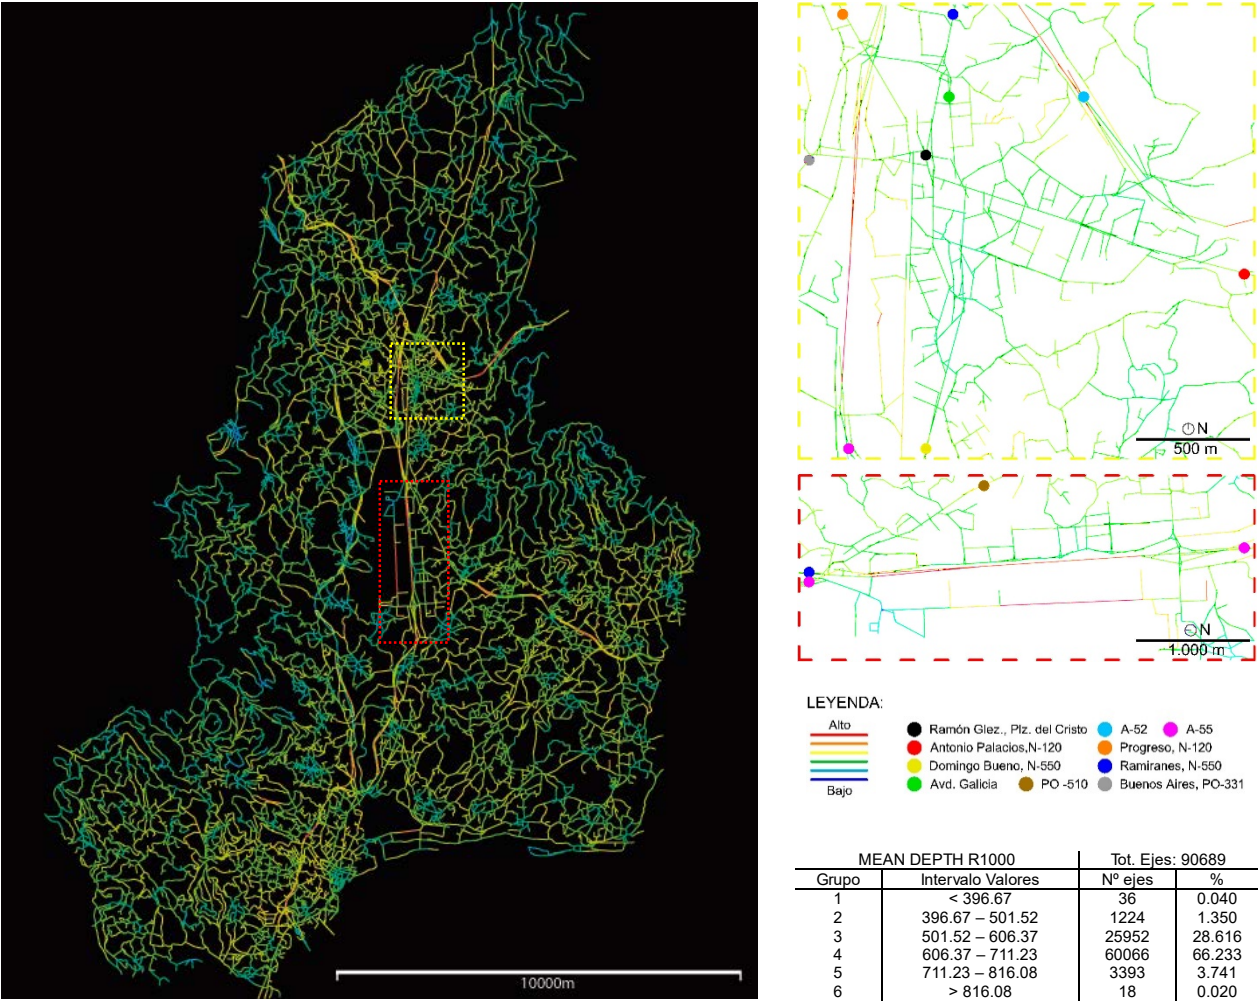 10000m
N
500 m
N
1.000 m
LEYENDA:
Alto
Bajo
Ramón Glez., Plz. del Cristo
A-52
A-55
Antonio Palacios,N-120
Progreso, N-120
Domingo Bueno, N-550
Ramiranes, N-550
Avd. Galicia
PO -510
Buenos Aires, PO-331
MEAN DEPTH R1000 Tot. Ejes: 90689
Grupo Intervalo Valores Nº ejes %
1 < 396.67 36 0.040
2 396.67 – 501.52 1224 1.350
3 501.52 – 606.37 25952 28.616
4 606.37 – 711.23 60066 66.233
5 711.23 – 816.08 3393 3.741
6 > 816.08 18 0.020